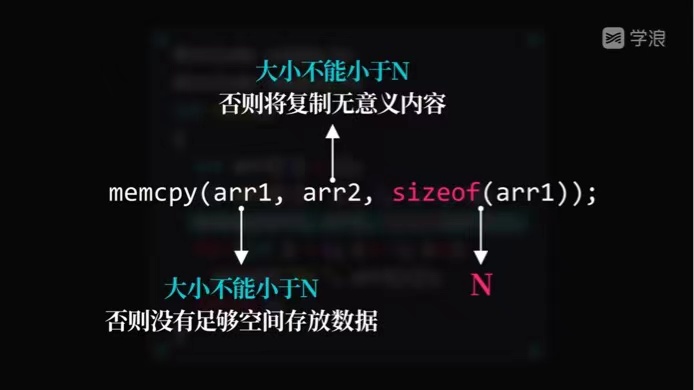 学浪
大小不能小于N
否则将复制无意义内容
memcpy(arr1, arr2, sizeof(arr1));
大小不能小于N
否则没有足够空间存放数据
N